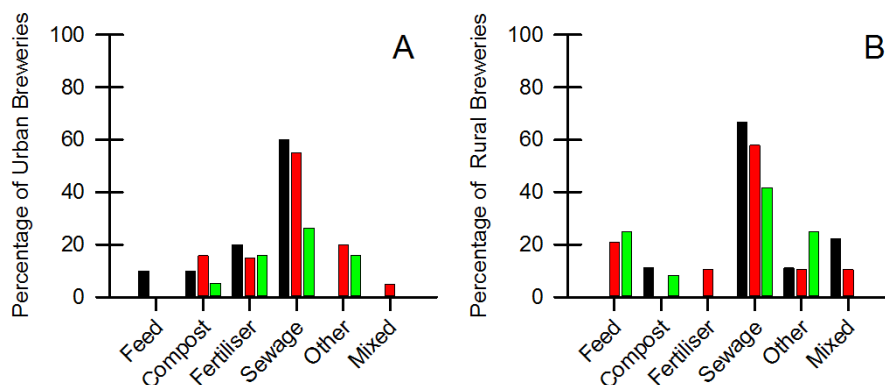 A
Percentage of Urban Breweries
100
80
60
40
20
0
Feed
Compost
Fertiliser
Sewage
Other
Mixed
B
Percentage of Rural Breweries
100
80
60
40
20
0
Feed
Compost
Fertiliser
Sewage
Other
Mixed